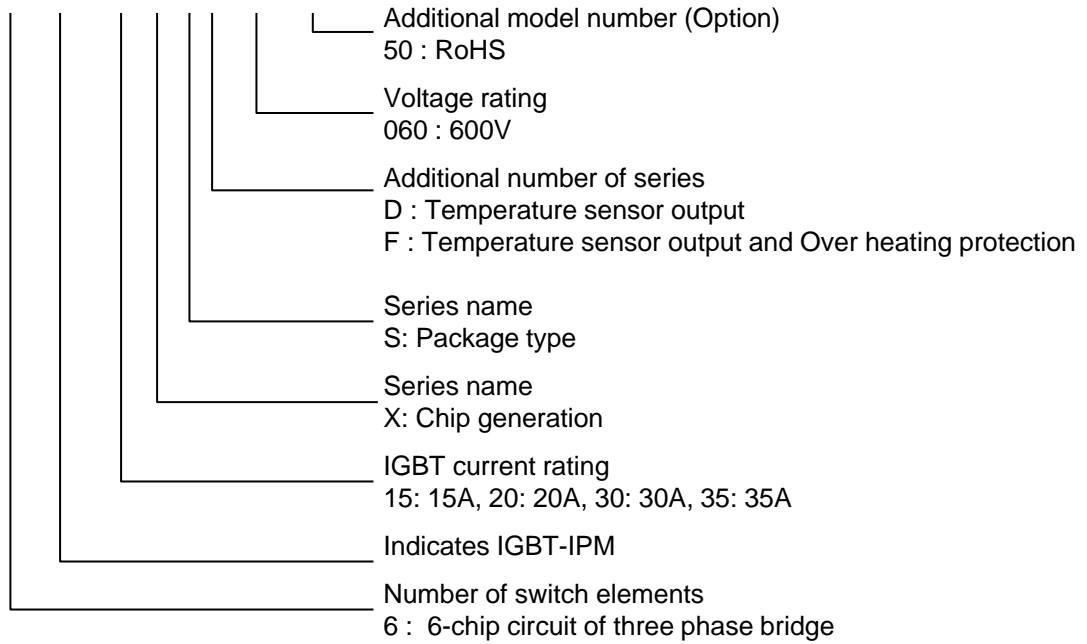 Additional model number (Option)
50 : RoHS
Voltage rating
060 : 600V
Additional number of series
D : Temperature sensor output
F : Temperature sensor output and Over heating protection
Series name
S: Package type
Series name
X: Chip generation
IGBT current rating
15: 15A, 20: 20A, 30: 30A, 35: 35A
Indicates IGBT-IPM
Number of switch elements
6 :  6-chip circuit of three phase bridge